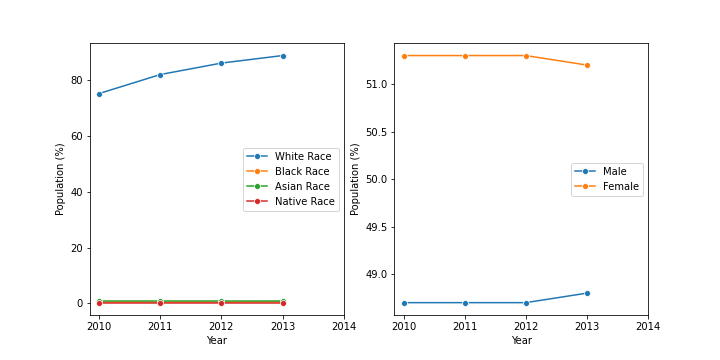 80
60
40
20
0
Population (%)
2010 2011 2012 2013 2014
Year
White Race
Black Race
Asian Race
Native Race
51.0
50.5
50.0
49.5
49.0
Population (%)
2010 2011 2012 2013 2014
Year
Male
Female